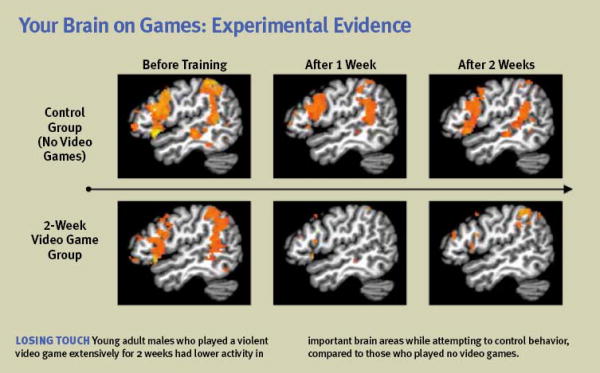 Your Brain on Games: Experimental Evidence
Before Training
After 1 Week
After 2 Weeks
Control
Group
(No Video
Games)
2-Week
Video Game
Group
LOSING TOUCH Young adult males who played a violent
video game extensively for 2 weeks had lower activity in
important brain areas while attempting to control behavior,
compared to those who played no video games.